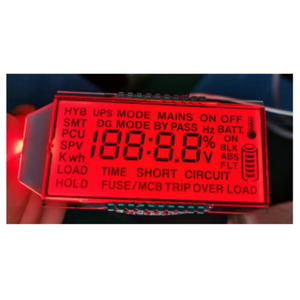 HYB UPS MODE MAINS ON OFF
SMT DG MODE BY PASS Hz BATT.
PCU 188:8.8 % ON
SPV V BLK
Kwh ABS
LOAD TIME SHORT CIRCUIT FLT
HOLD FUSE/MCB TRIP OVER LOAD